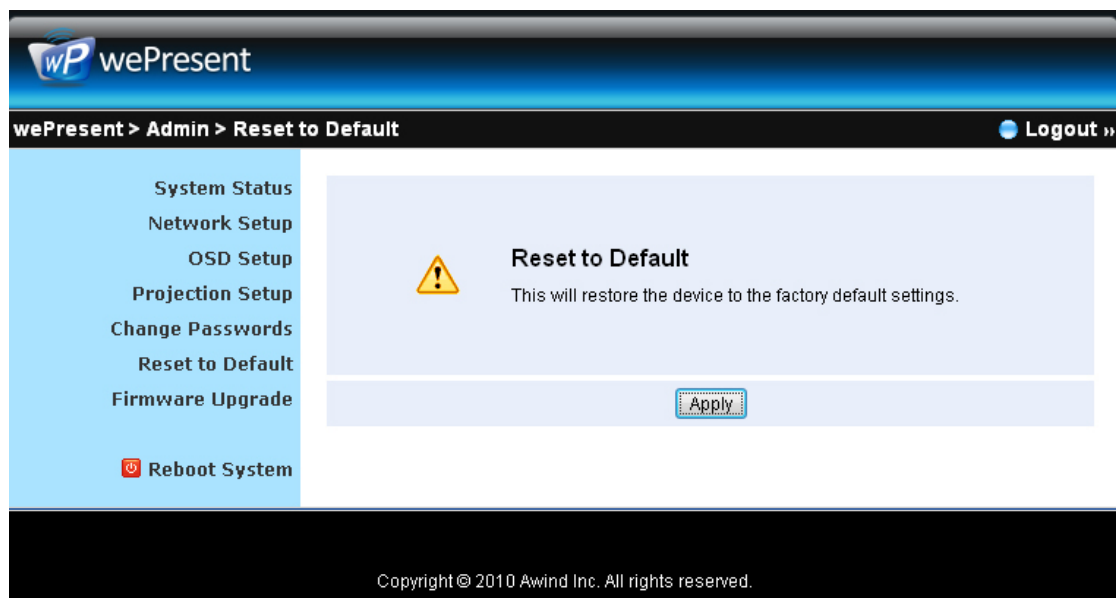 wP wePresent
wePresent > Admin > Reset to Default
Logout »
System Status
Network Setup
OSD Setup
Projection Setup
Change Passwords
Reset to Default
Firmware Upgrade
Reboot System
Reset to Default
This will restore the device to the factory default settings.
Apply
Copyright © 2010 Awind Inc. All rights reserved.